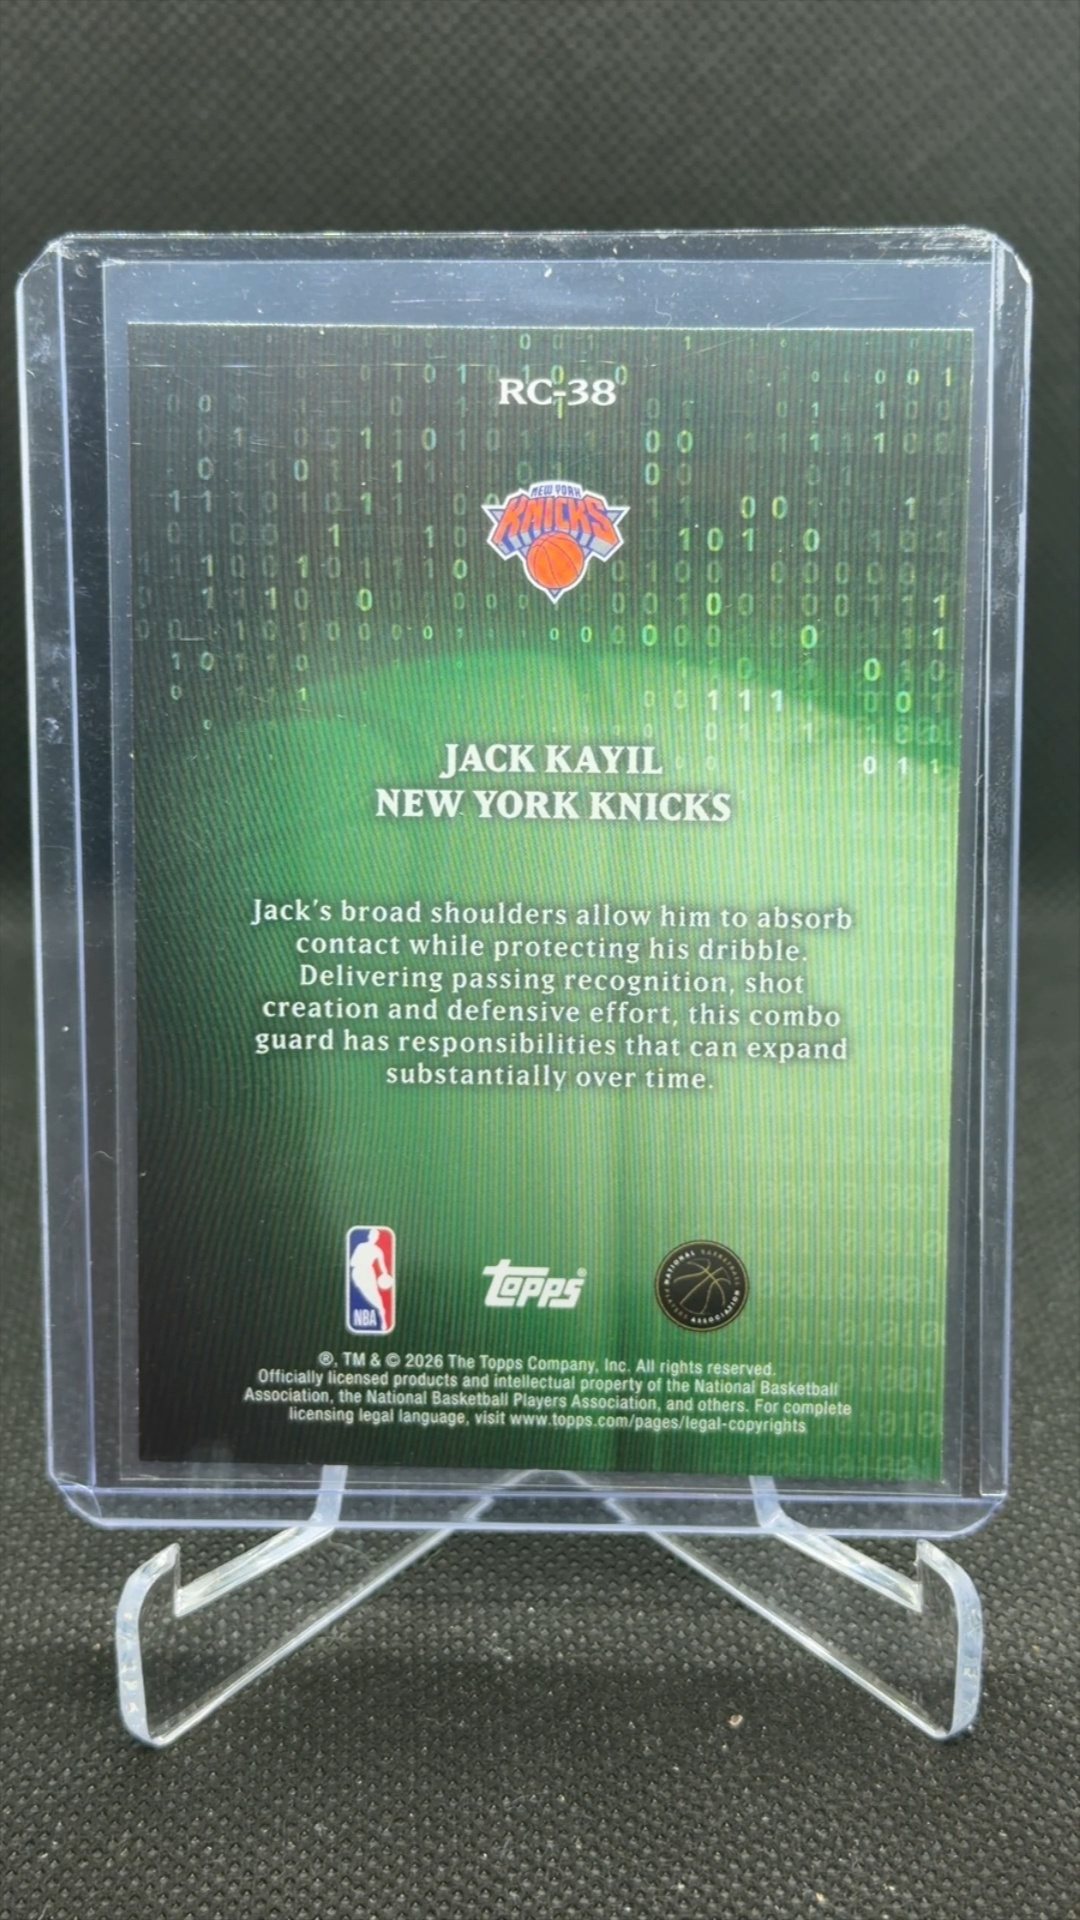 RC-38
NEW YORK
KNICKS
JACK KAYIL
NEW YORK KNICKS
Jack's broad shoulders allow him to absorb
contact while protecting his dribble.
Delivering passing recognition, shot
creation and defensive effort, this combo
guard has responsibilities that can expand
substantially over time.
NBA
topps®
NATIONAL BASKETBALL
PLAYERS ASSOCIATION
®, TM & © 2026 The Topps Company, Inc. All rights reserved.
Officially licensed products and intellectual property of the National Basketball
Association, the National Basketball Players Association, and others. For complete
licensing legal language, visit www.topps.com/pages/legal-copyrights